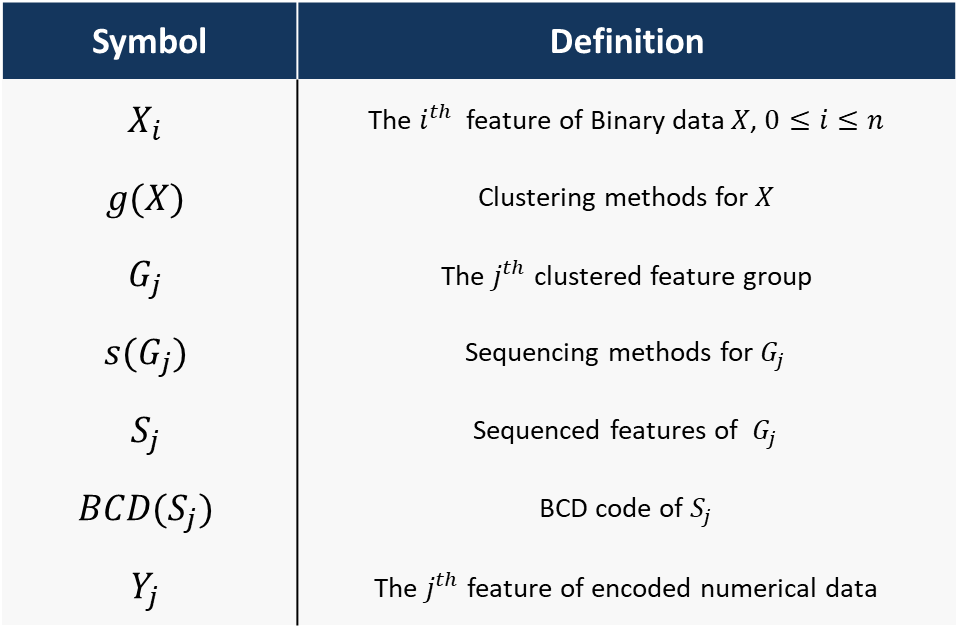 Symbol Definition
X_i The i^th feature of Binary data X, 0 ≤ i ≤ n
g(X) Clustering methods for X
G_j The j^th clustered feature group
s(G_j) Sequencing methods for G_j
S_j Sequenced features of G_j
BCD(S_j) BCD code of S_j
Y_j The j^th feature of encoded numerical data